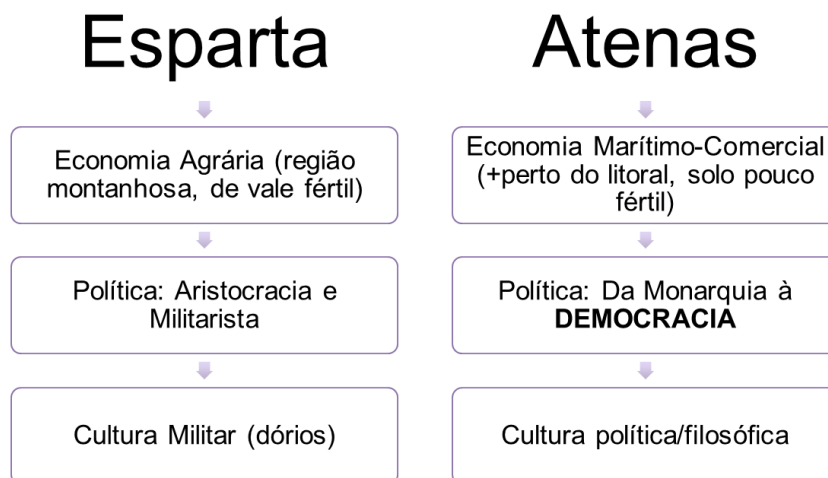 Esparta
Economia Agrária (região
montanhosa, de vale fértil)
Política: Aristocracia e
Militarista
Cultura Militar (dórios)
Atenas
Economia Marítimo-Comercial
(+perto do litoral, solo pouco
fértil)
Política: Da Monarquia à
DEMOCRACIA
Cultura política/filosófica